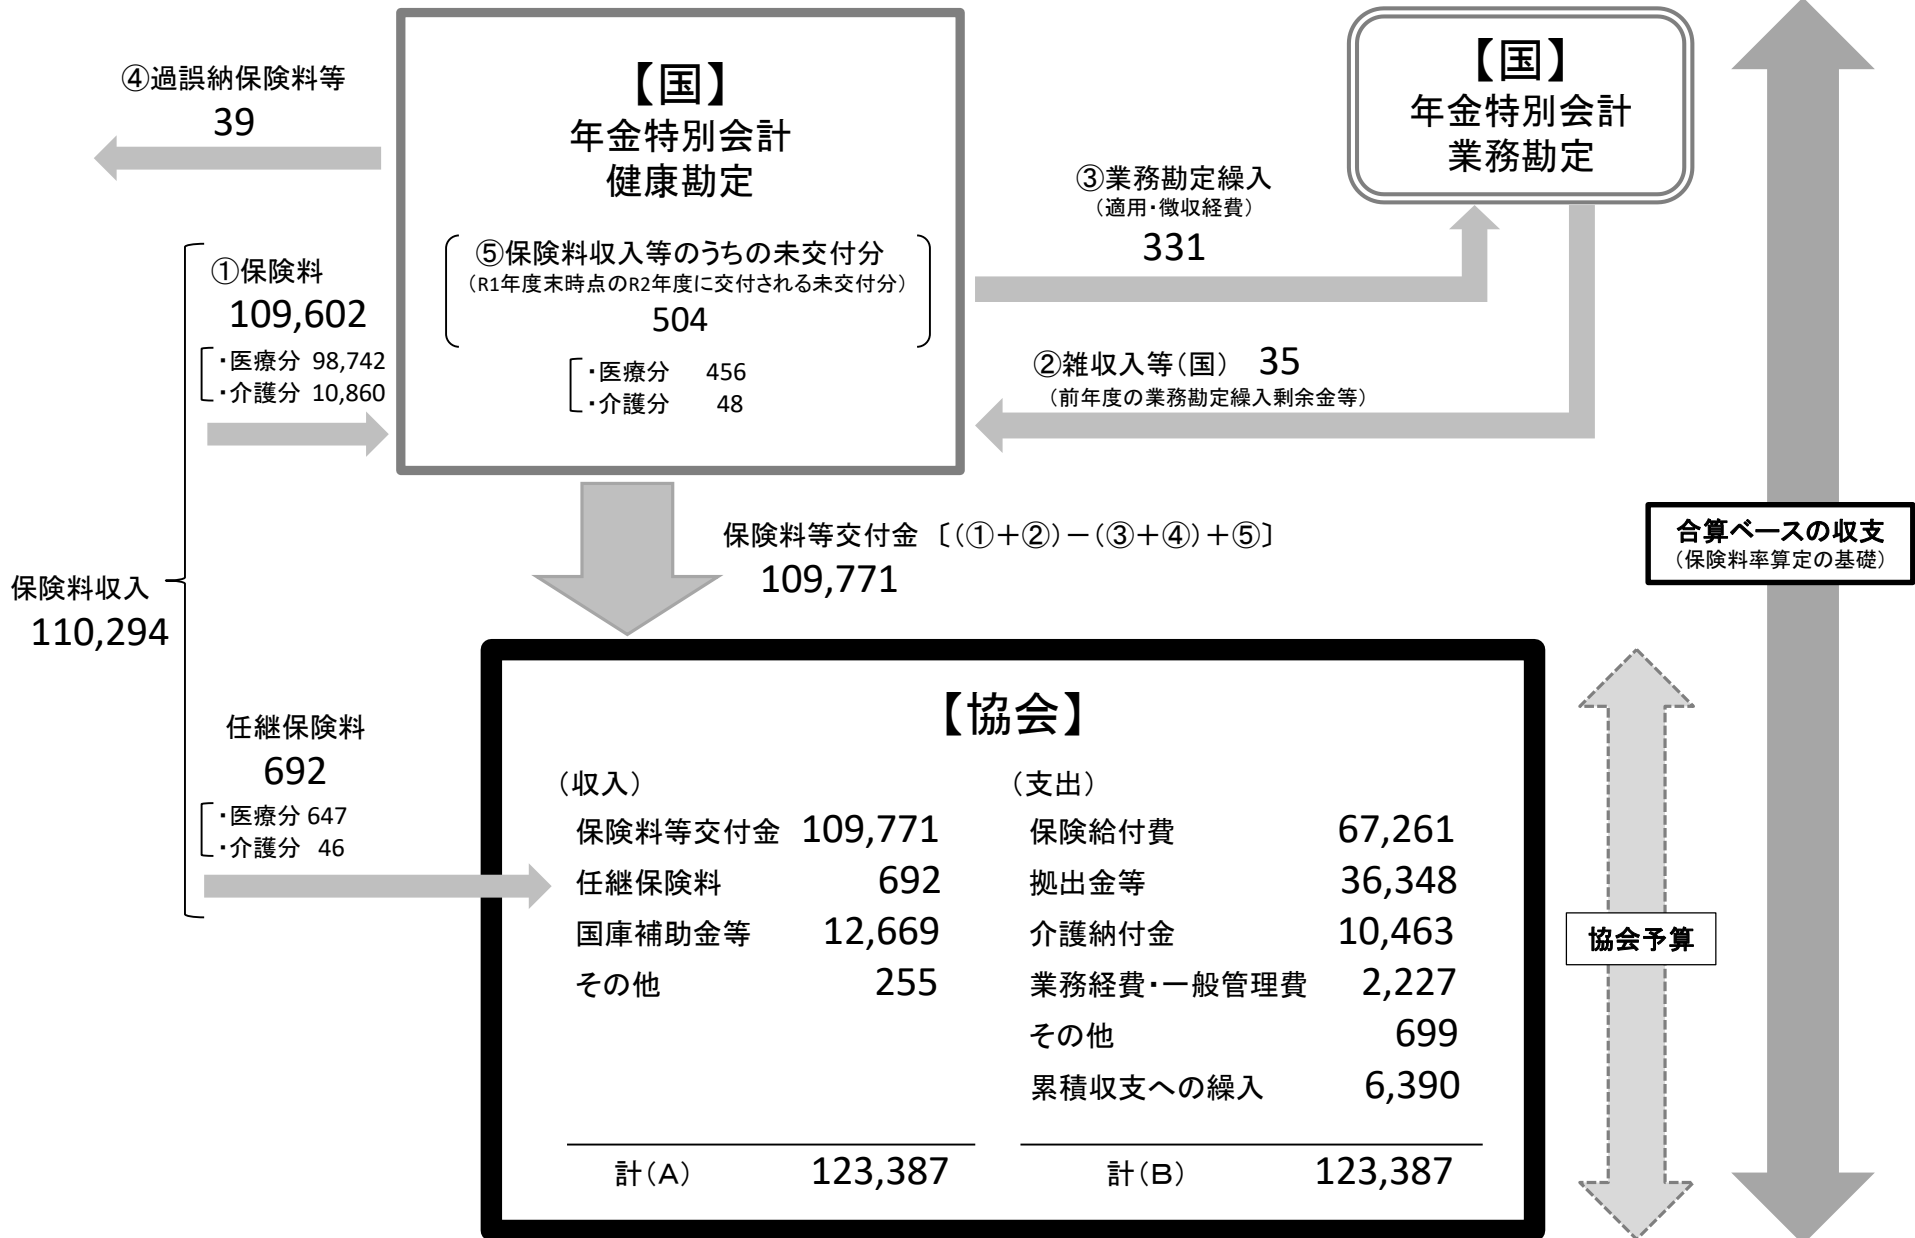 ④過誤納保険料等
39
【国】
年金特別会計
健康勘定
【国】
年金特別会計
業務勘定
③業務勘定繰入
（適用・徴収経費）
331
⑤保険料収入等のうちの未交付分
（R1年度末時点のR2年度に交付される未交付分）
504
・医療分 456
・介護分 48
①保険料
109,602
・医療分 98,742
・介護分 10,860
②雑収入等（国） 35
（前年度の業務勘定繰入剰余金等）
保険料等交付金 〔（①＋②）－（③＋④）＋⑤〕
109,771
合算ベースの収支
（保険料率算定の基礎）
保険料収入
110,294
任継保険料
692
・医療分 647
・介護分 46
【協会】
（収入）
保険料等交付金 109,771
任継保険料 692
国庫補助金等 12,669
その他 255
計（A） 123,387
（支出）
保険給付費 67,261
拠出金等 36,348
介護納付金 10,463
業務経費・一般管理費 2,227
その他 699
累積収支への繰入 6,390
計（B） 123,387
協会予算